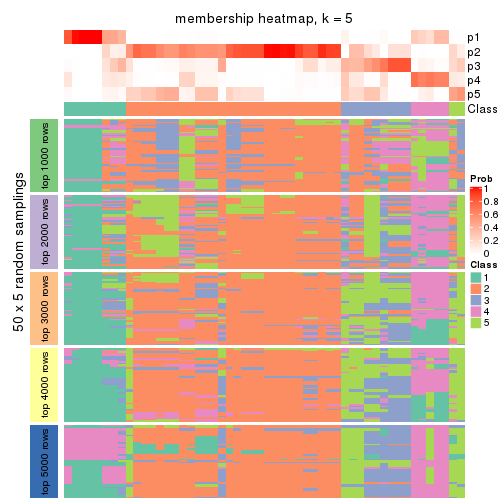 membership heatmap, k = 5
p1
p2
p3
p4
p5
Class
50 x 5 random samplings
top 1000 rows
top 2000 rows
top 3000 rows
top 4000 rows
top 5000 rows
Prob
1
0.8
0.6
0.4
0.2
0
Class
1
2
3
4
5